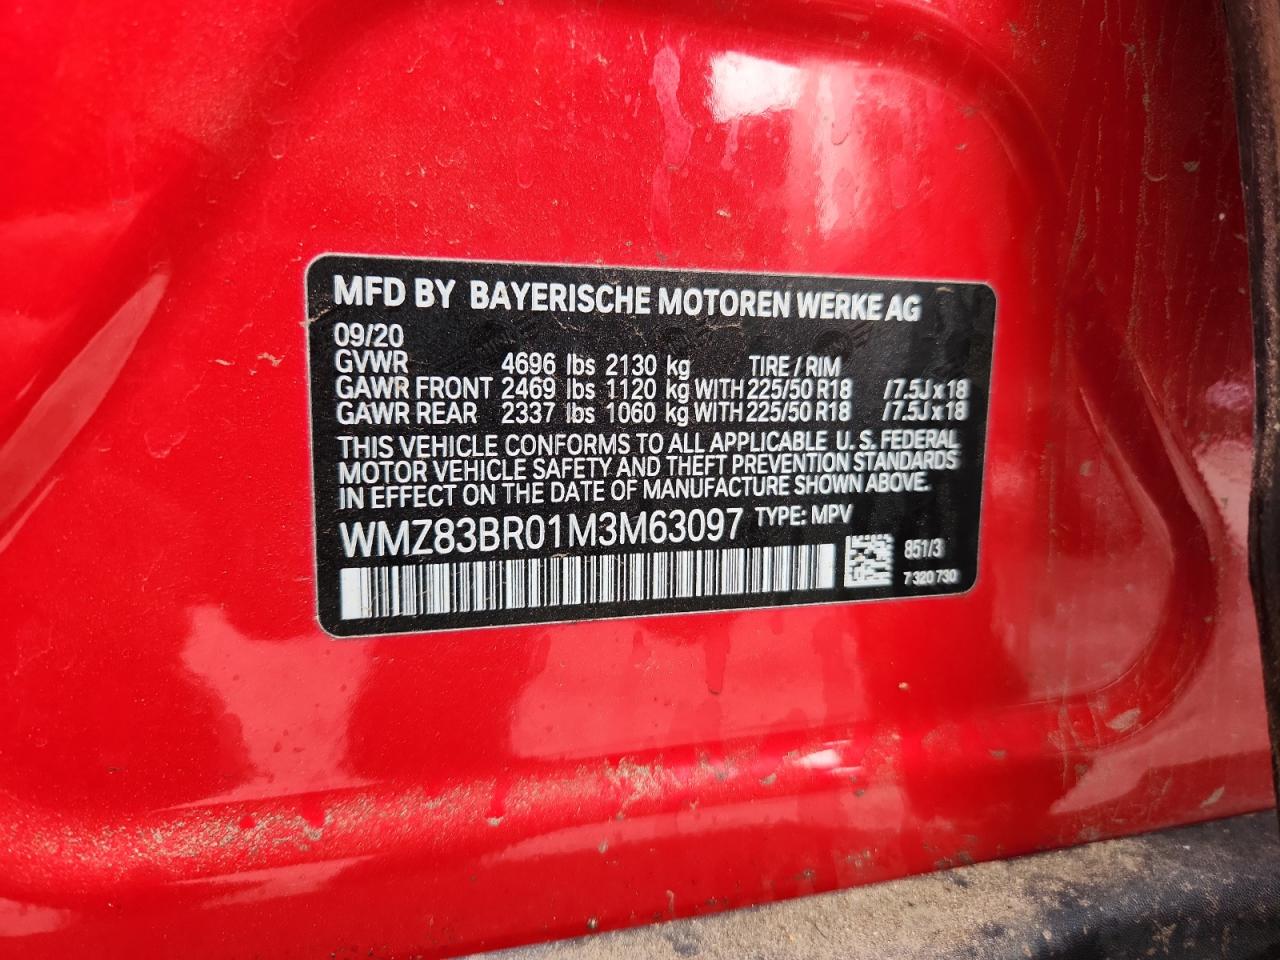 MFD BY BAYERISCHE MOTOREN WERKE AG
09/20
GVWR 4696 lbs 2130 kg TIRE / RIM
GAWR FRONT 2469 lbs 1120 kg WITH 225/50 R18 / 7.5J x 18
GAWR REAR 2337 lbs 1060 kg WITH 225/50 R18 / 7.5J x 18
THIS VEHICLE CONFORMS TO ALL APPLICABLE U. S. FEDERAL
MOTOR VEHICLE SAFETY AND THEFT PREVENTION STANDARDS
IN EFFECT ON THE DATE OF MANUFACTURE SHOWN ABOVE.
WMZ83BR01M3M63097 TYPE: MPV
851/3
7 320 730